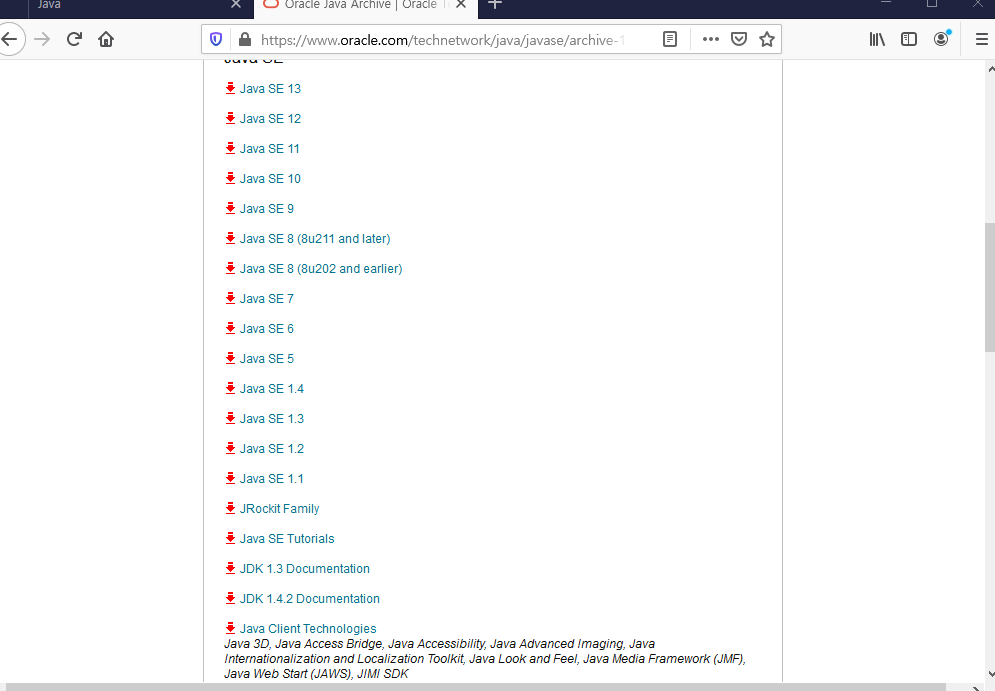 Java
Oracle Java Archive | Oracle
https://www.oracle.com/technetwork/java/javase/archive-
Java SE
Java SE 13
Java SE 12
Java SE 11
Java SE 10
Java SE 9
Java SE 8 (8u211 and later)
Java SE 8 (8u202 and earlier)
Java SE 7
Java SE 6
Java SE 5
Java SE 1.4
Java SE 1.3
Java SE 1.2
Java SE 1.1
JRockit Family
Java SE Tutorials
JDK 1.3 Documentation
JDK 1.4.2 Documentation
Java Client Technologies
Java 3D, Java Access Bridge, Java Accessibility, Java Advanced Imaging, Java
Internationalization and Localization Toolkit, Java Look and Feel, Java Media Framework (JMF),
Java Web Start (JAWS), JIMI SDK